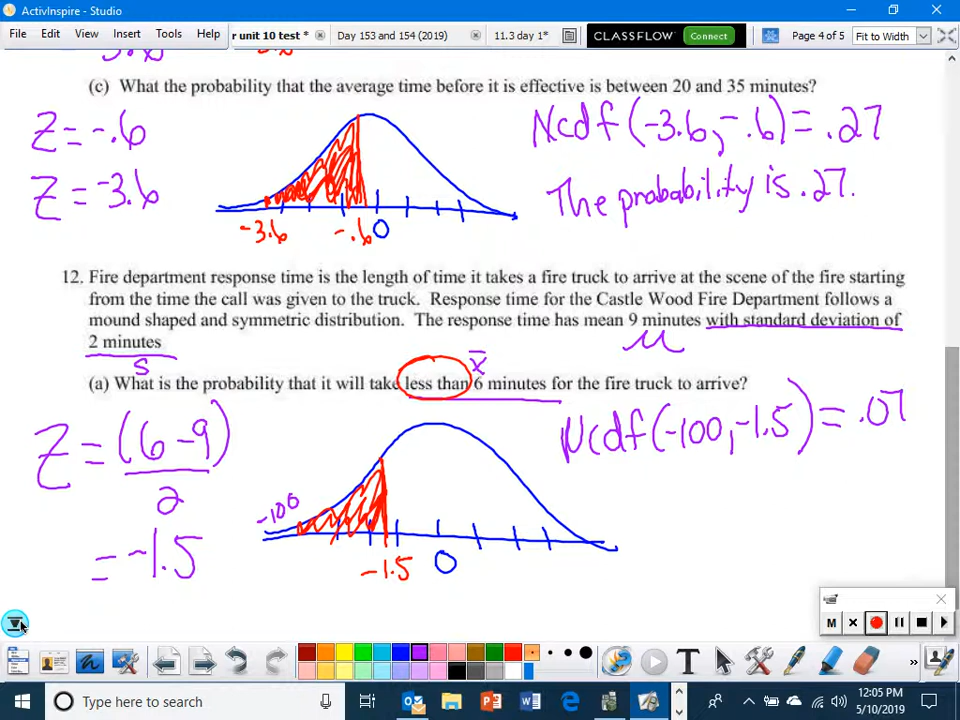 ActivInspire
File Edit View Insert Tools Help r unit 10 test * Day 153 and 154 (2019) 11.3 day 1* CLASSFLOW Connect Page 4 of 5 Fit to Width
(c) What the probability that the average time before it is effective is between 20 and 35 minutes?
Z = -.6
Z = -3.6
-3.6 -.6 0
Ncdf (-3.6, -.6) = .27
The probability is .27.
12. Fire department response time is the length of time it takes a fire truck to arrive at the scene of the fire starting
from the time the call was given to the truck. Response time for the Castle Wood Fire Department follows a
mound shaped and symmetric distribution. The response time has mean 9 minutes with standard deviation of
2 minutes
μ
s x̄
(a) What is the probability that it will take less than 6 minutes for the fire truck to arrive?
Z = (6-9)
2
= -1.5
-100
-1.5 0
Ncdf (-100, -1.5) = .07
M
T
Type here to search
12:05 PM
5/10/2019